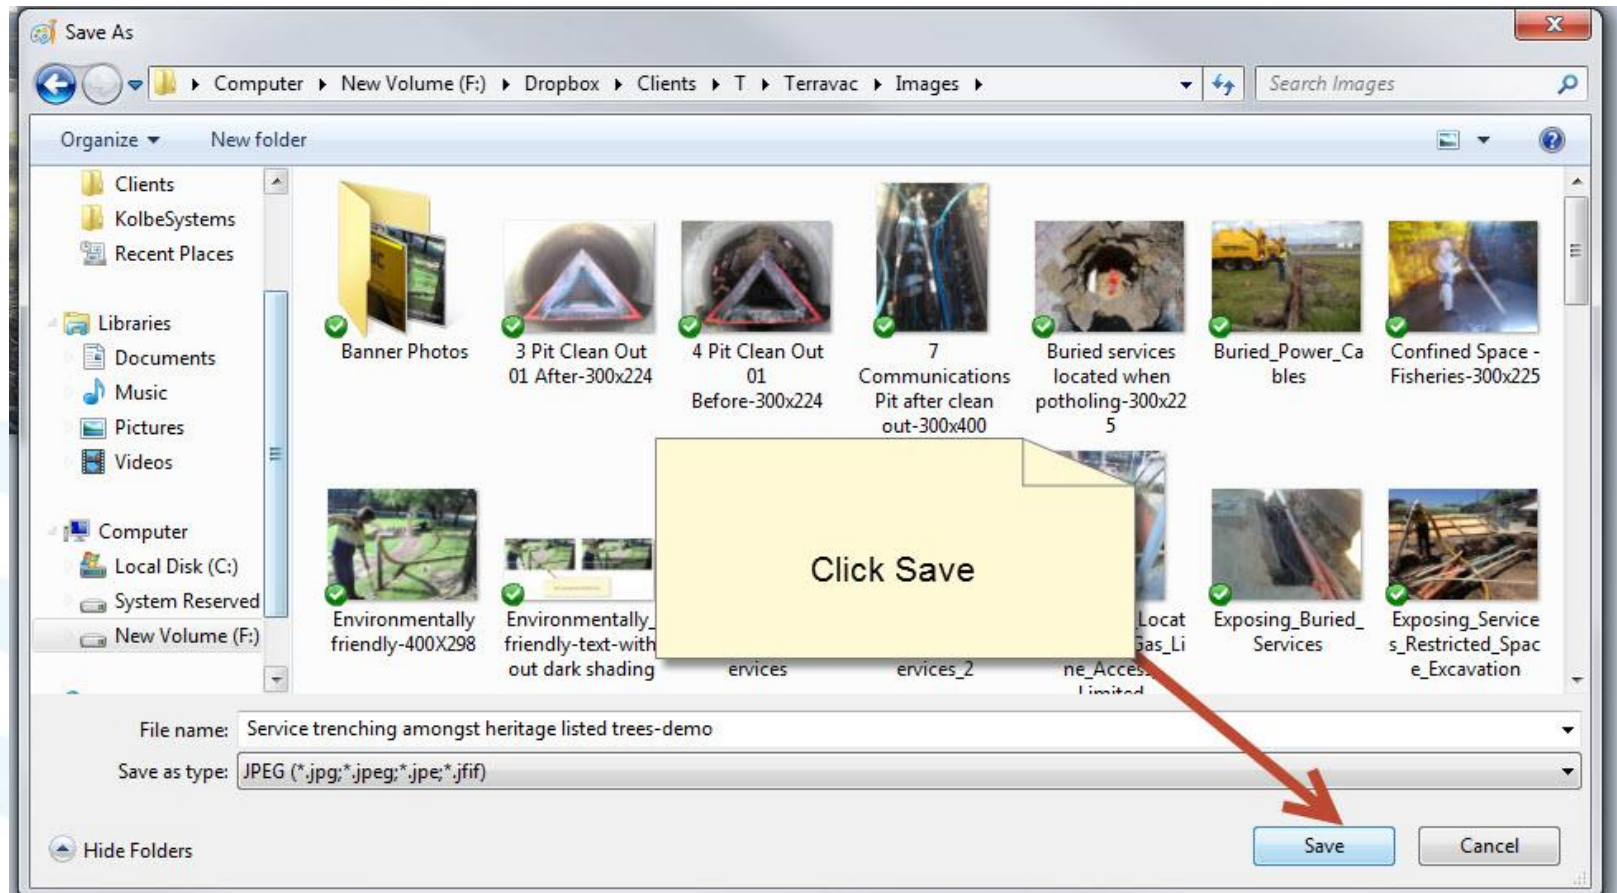 Save As
Computer New Volume (F:) Dropbox Clients T Terravac Images
Search Images
Organize
New folder
Clients
KolbeSystems
Recent Places
Libraries
Documents
Music
Pictures
Videos
Computer
Local Disk (C:)
System Reserved
New Volume (F:)
Banner Photos
3 Pit Clean Out
01 After-300x224
4 Pit Clean Out
01
Before-300x224
7
Communications
Pit after clean
out-300x400
Buried services
located when
potholing-300x22
5
Buried_Power_Ca
bles
Confined Space -
Fisheries-300x225
Environmentally
friendly-400X298
Environmentally_
friendly-text-with
out dark shading
ervices
ervices_2
Locat
Gas_Li
ne_Access
Limited
Exposing_Buried_
Services
Exposing_Service
s_Restricted_Spac
e_Excavation
Click Save
File name: Service trenching amongst heritage listed trees-demo
Save as type: JPEG (*.jpg;*.jpeg;*.jpe;*.jfif)
Hide Folders
Save
Cancel